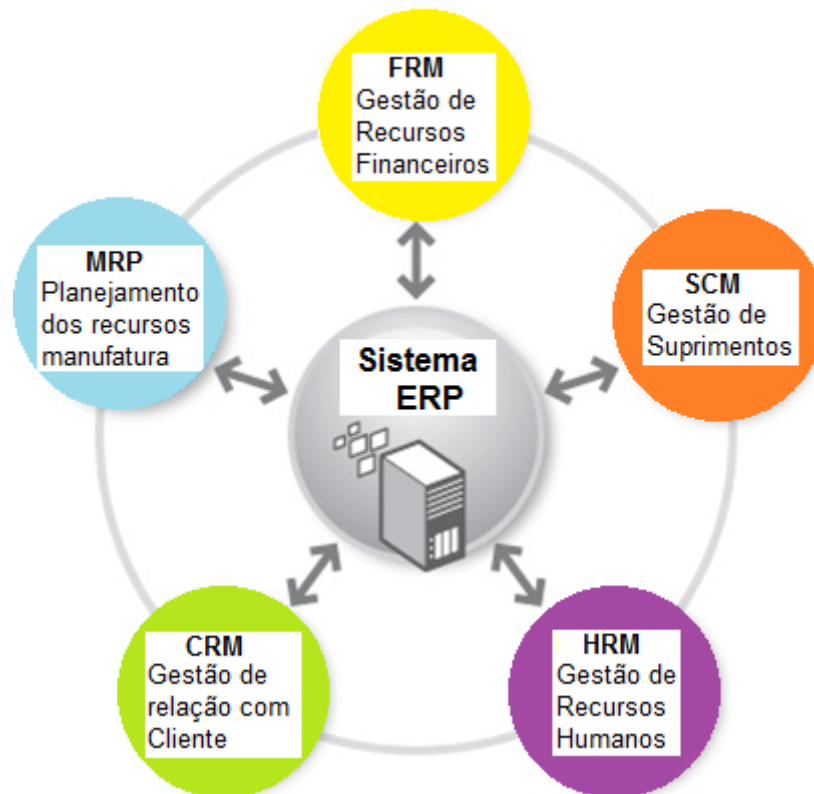 FRM
Gestão de
Recursos
Financeiros
MRP
Planejamento
dos recursos
manufatura
SCM
Gestão de
Suprimentos
Sistema
ERP
CRM
Gestão de
relação com
Cliente
HRM
Gestão de
Recursos
Humanos